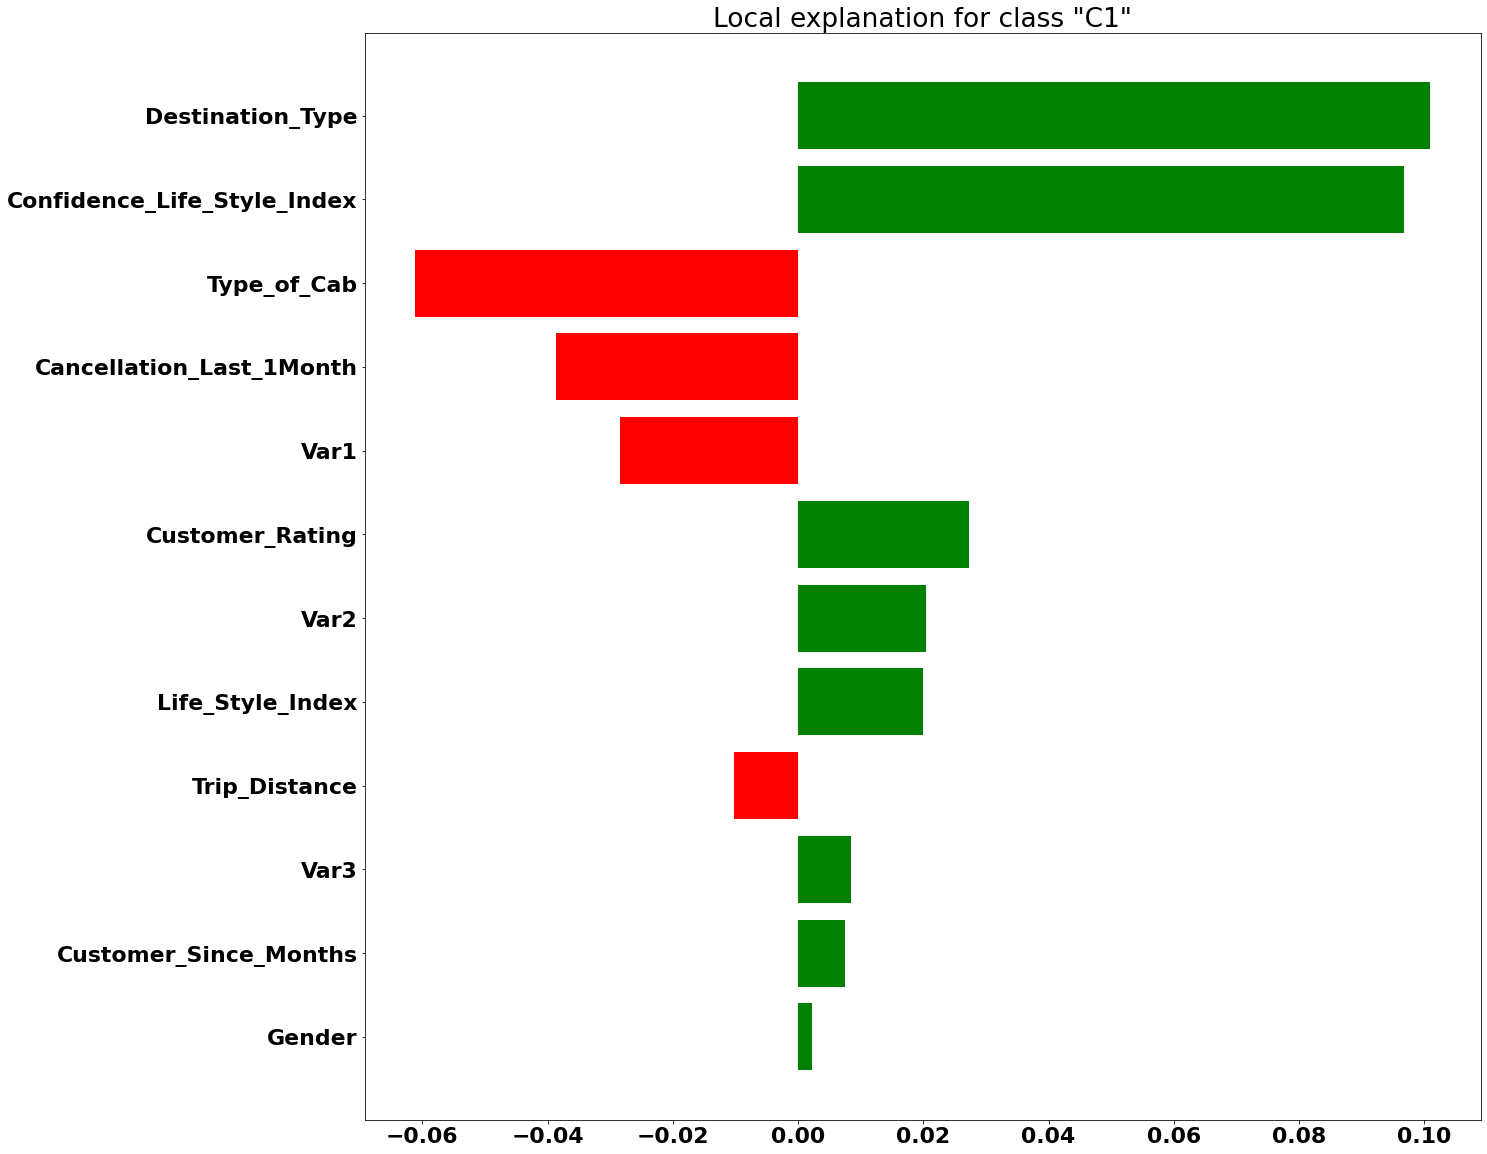 Local explanation for class "C1"
Destination_Type
Confidence_Life_Style_Index
Type_of_Cab
Cancellation_Last_1Month
Var1
Customer_Rating
Var2
Life_Style_Index
Trip_Distance
Var3
Customer_Since_Months
Gender
−0.06 −0.04 −0.02 0.00 0.02 0.04 0.06 0.08 0.10